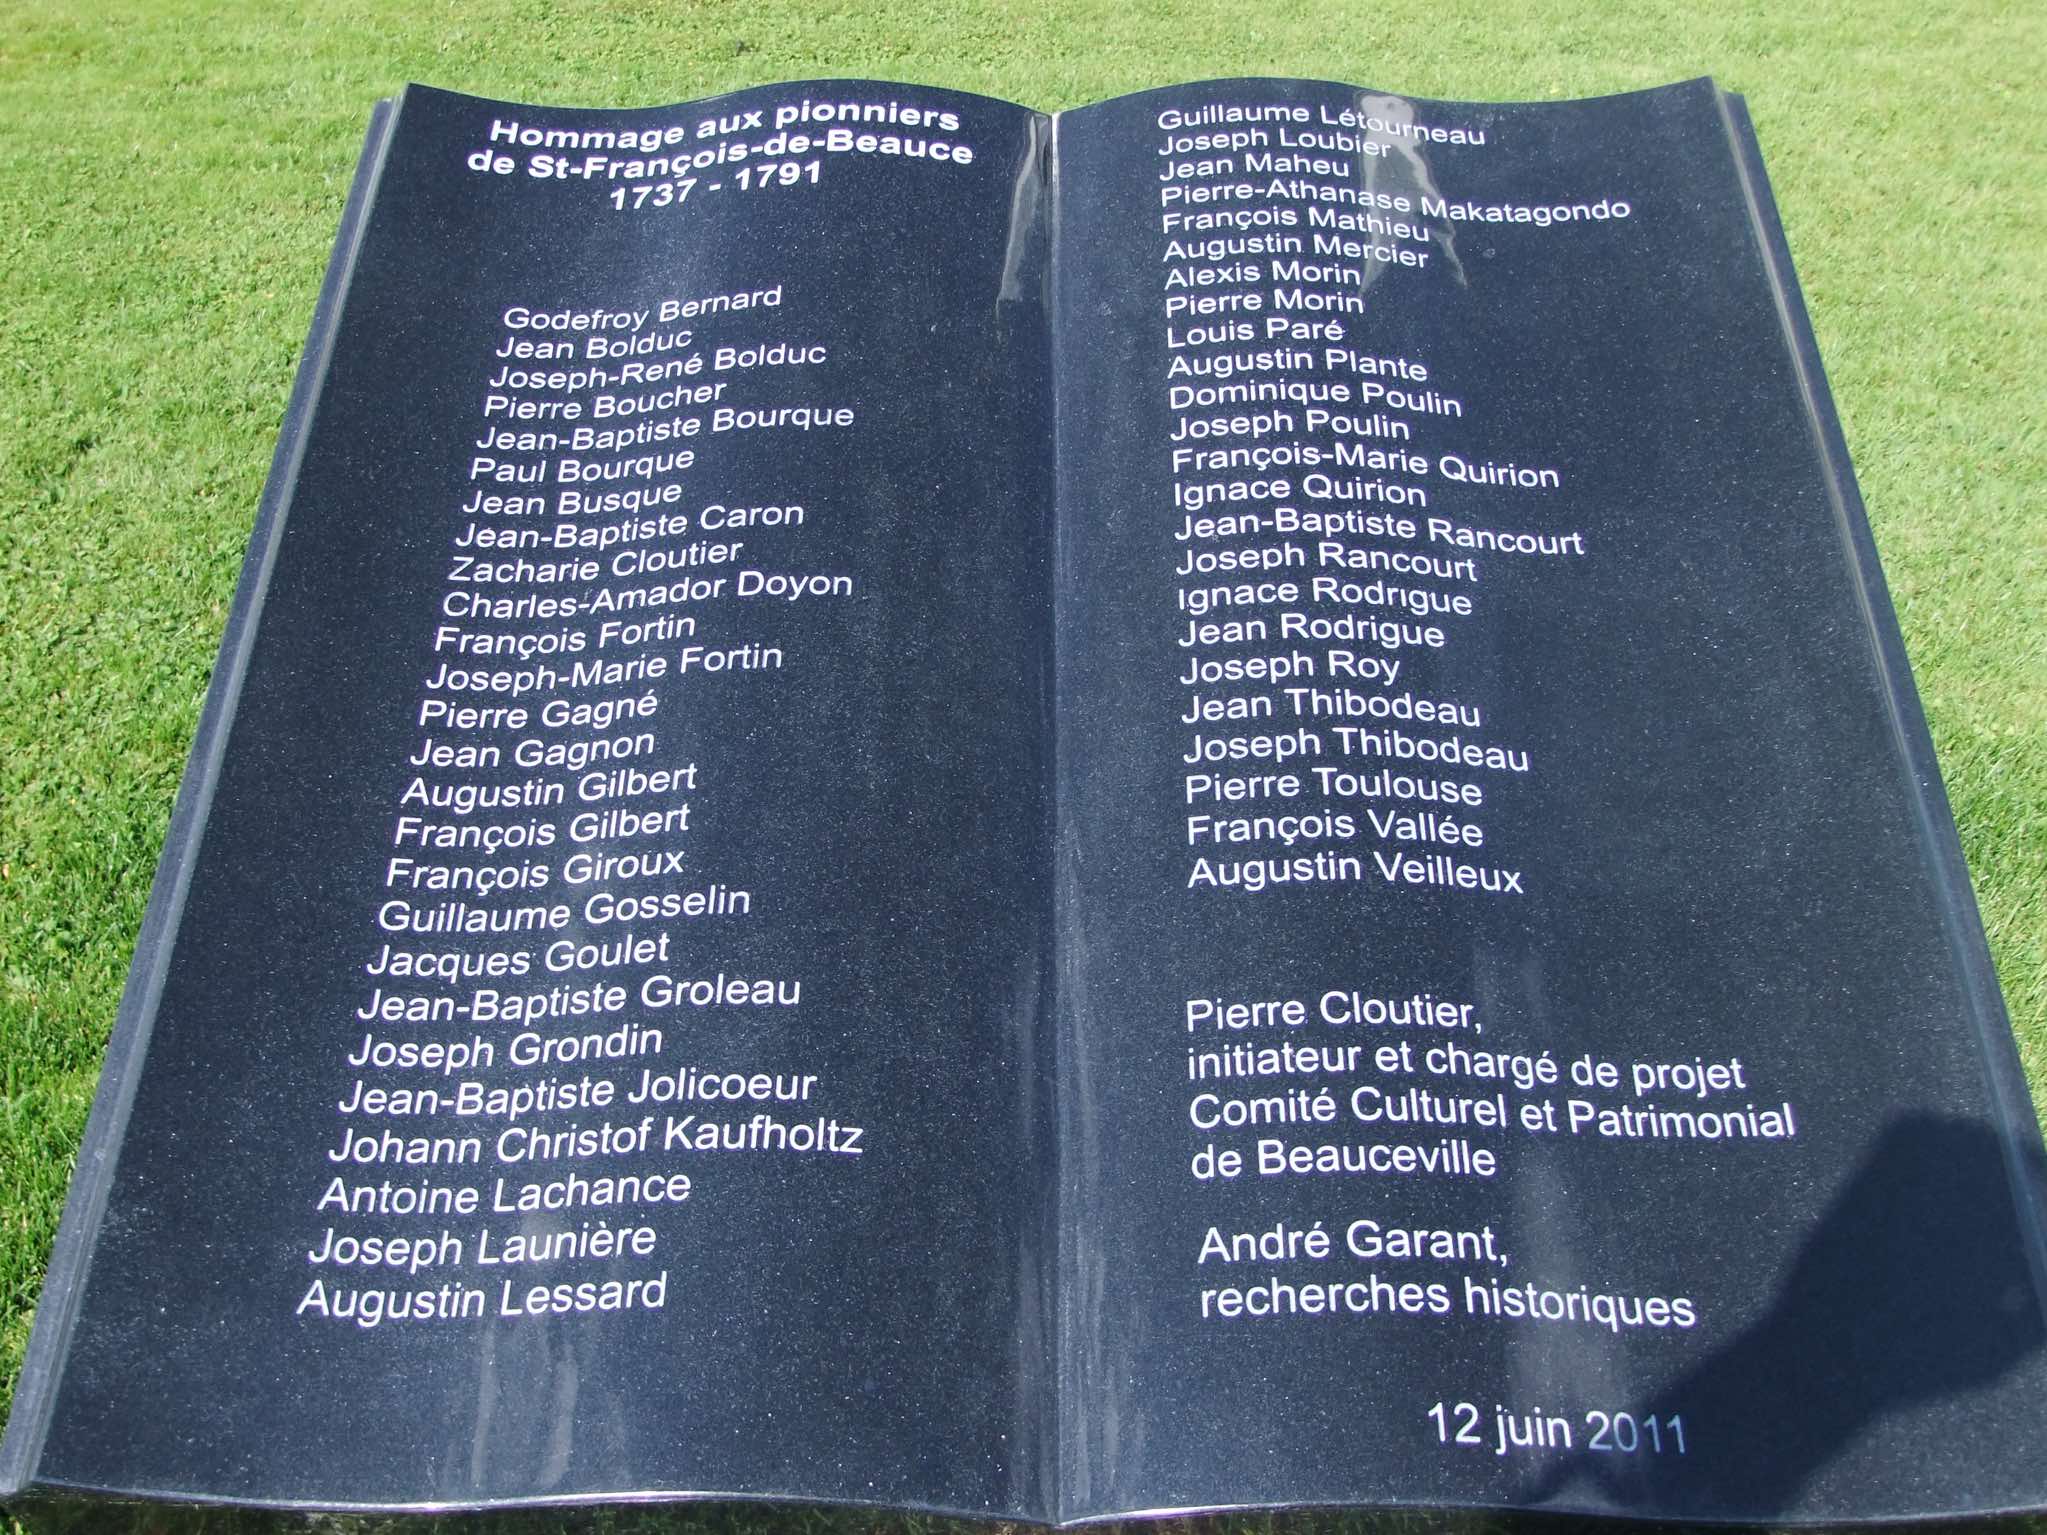 Hommage aux pionniers
de St-François-de-Beauce
1737 - 1791
Godefroy Bernard
Jean Bolduc
Joseph-René Bolduc
Pierre Boucher
Jean-Baptiste Bourque
Paul Bourque
Jean Busque
Jean-Baptiste Caron
Zacharie Cloutier
Charles-Amador Doyon
François Fortin
Joseph-Marie Fortin
Pierre Gagné
Jean Gagnon
Augustin Gilbert
François Gilbert
François Giroux
Guillaume Gosselin
Jacques Goulet
Jean-Baptiste Groleau
Joseph Grondin
Jean-Baptiste Jolicoeur
Johann Christof Kaufholtz
Antoine Lachance
Joseph Launière
Augustin Lessard
Guillaume Létourneau
Joseph Loubier
Jean Maheu
Pierre-Athanase Makatagondo
François Mathieu
Augustin Mercier
Alexis Morin
Pierre Morin
Louis Paré
Augustin Plante
Dominique Poulin
Joseph Poulin
François-Marie Quirion
Ignace Quirion
Jean-Baptiste Rancourt
Joseph Rancourt
Ignace Rodrigue
Jean Rodrigue
Joseph Roy
Jean Thibodeau
Joseph Thibodeau
Pierre Toulouse
François Vallée
Augustin Veilleux
Pierre Cloutier,
initiateur et chargé de projet
Comité Culturel et Patrimonial
de Beauceville
André Garant,
recherches historiques
12 juin 2011